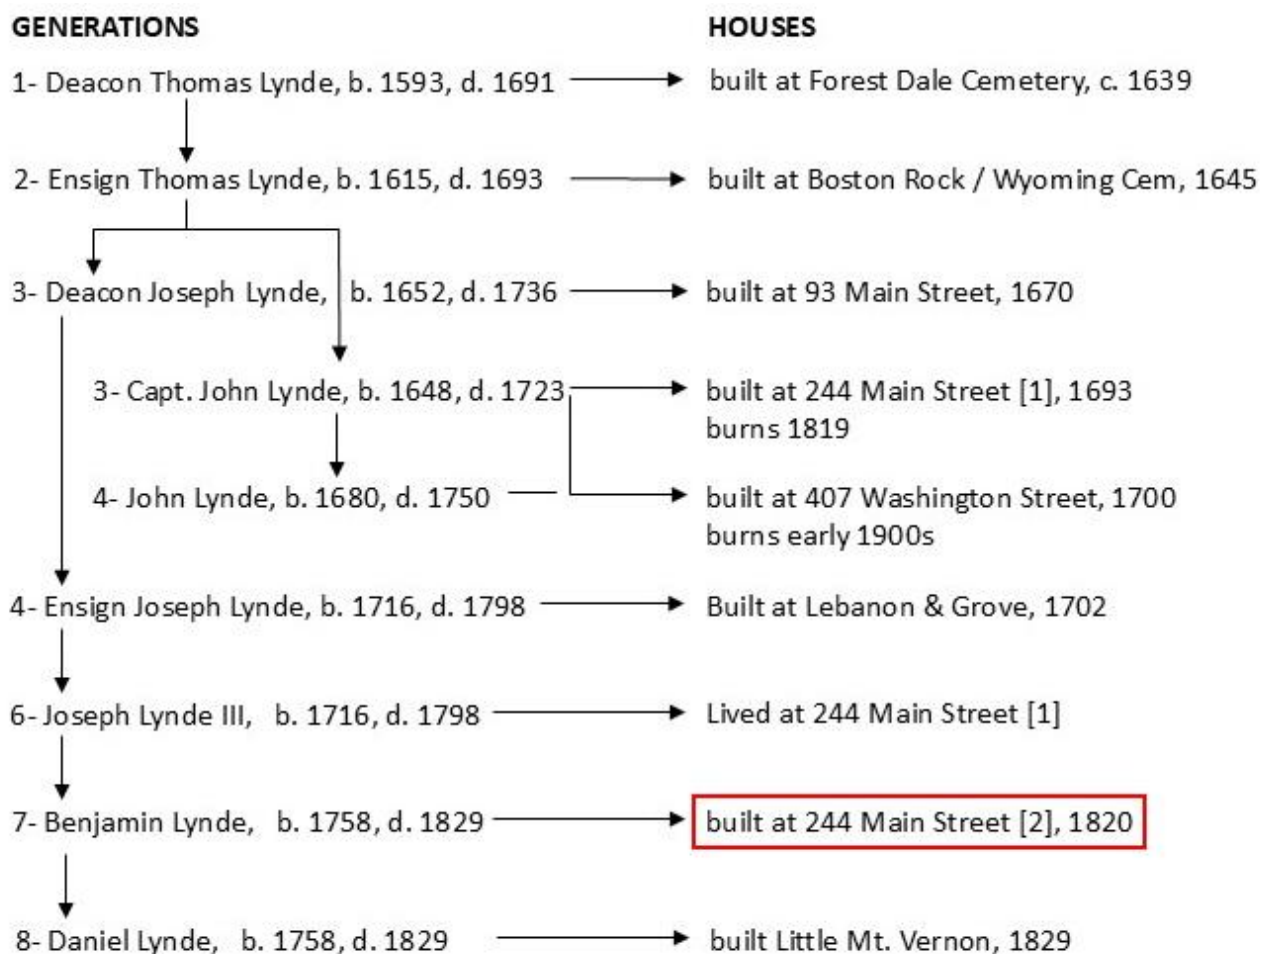 GENERATIONS HOUSES
1- Deacon Thomas Lynde, b. 1593, d. 1691 built at Forest Dale Cemetery, c. 1639
2- Ensign Thomas Lynde, b. 1615, d. 1693 built at Boston Rock / Wyoming Cem, 1645
3- Deacon Joseph Lynde, b. 1652, d. 1736 built at 93 Main Street, 1670
3- Capt. John Lynde, b. 1648, d. 1723 built at 244 Main Street [1], 1693
burns 1819
4- John Lynde, b. 1680, d. 1750 built at 407 Washington Street, 1700
burns early 1900s
4- Ensign Joseph Lynde, b. 1716, d. 1798 Built at Lebanon & Grove, 1702
6- Joseph Lynde III, b. 1716, d. 1798 Lived at 244 Main Street [1]
7- Benjamin Lynde, b. 1758, d. 1829 built at 244 Main Street [2], 1820
8- Daniel Lynde, b. 1758, d. 1829 built Little Mt. Vernon, 1829